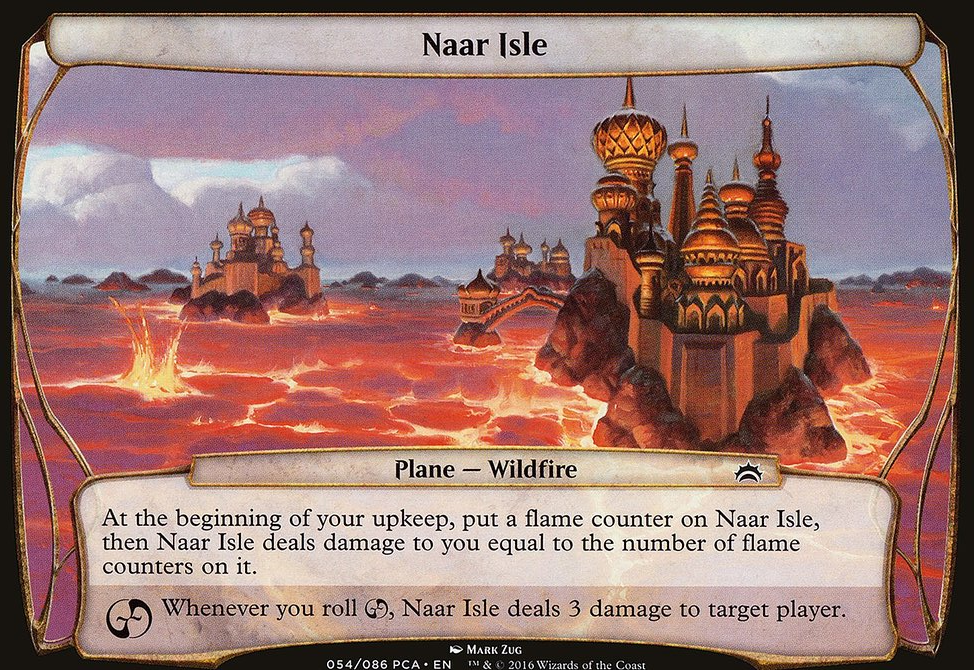 Naar Isle
Plane — Wildfire
At the beginning of your upkeep, put a flame counter on Naar Isle,
then Naar Isle deals damage to you equal to the number of flame
counters on it.
Whenever you roll , Naar Isle deals 3 damage to target player.
Mark Zug
054/086 PCA • EN ™ & © 2016 Wizards of the Coast